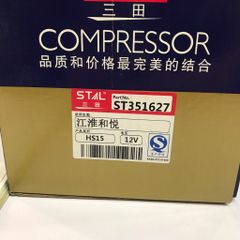 三田
COMPRESSOR
品质和价格最完美的结合
STAL
三田
Part No.
ST351627
江淮和悦
HS15
12V